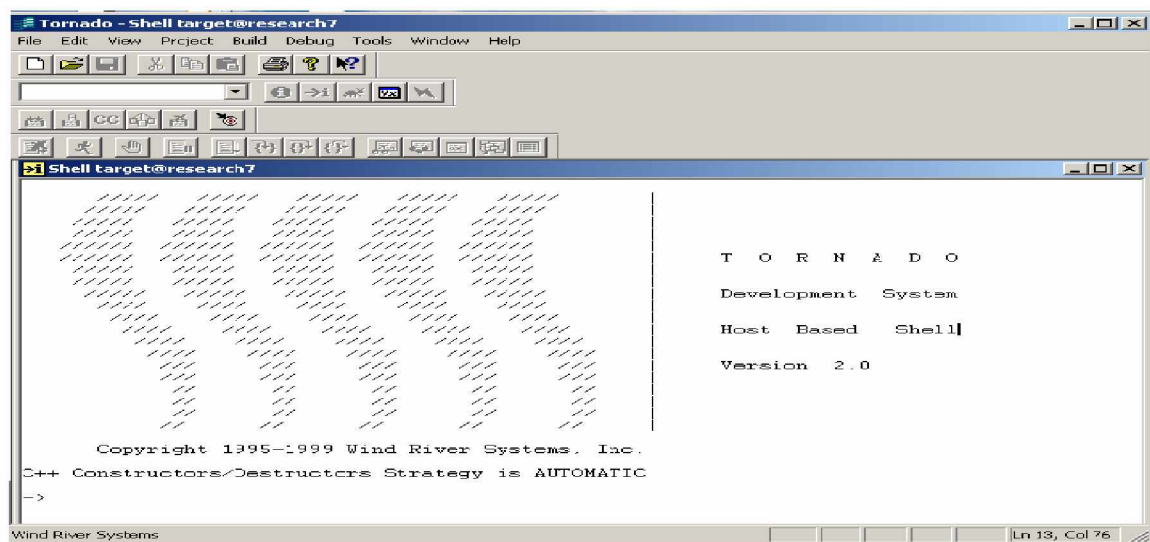 Tornado - Shell target@research7
File Edit View Project Build Debug Tools Window Help
CC
Shell target@research7
T O R N A D O
Development System
Host Based Shell
Version 2.0
Copyright 1995-1999 Wind River Systems, Inc.
C++ Constructors/Destructors Strategy is AUTOMATIC
->
Wind River Systems
Ln 13, Col 76